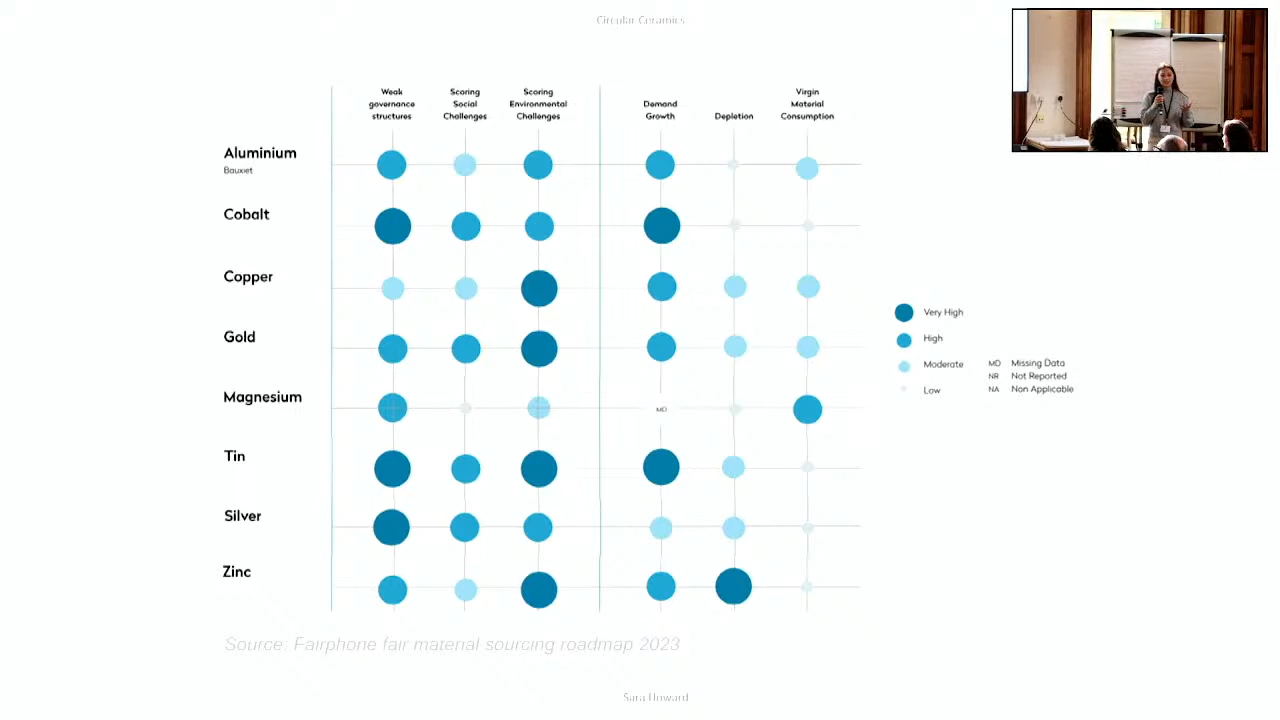 Circular Ceramics
Weak
governance
structures
Scoring
Social
Challenges
Scoring
Environmental
Challenges
Demand
Growth
Depletion
Virgin
Material
Consumption
Aluminium
Bauxiet
Cobalt
Copper
Gold
Magnesium
MD
Tin
Silver
Zinc
Very High
High
Moderate
Low
MD Missing Data
NR Not Reported
NA Non Applicable
Source: Fairphone fair material sourcing roadmap 2023
Sara Howard